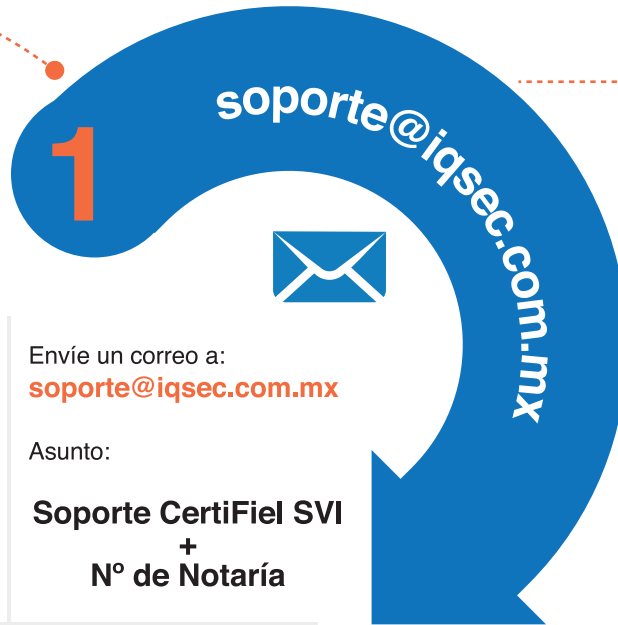 1
soporte@iqsec.com.mx
Envíe un correo a:
soporte@iqsec.com.mx
Asunto:
Soporte CertiFiel SVI
+
Nº de Notaría